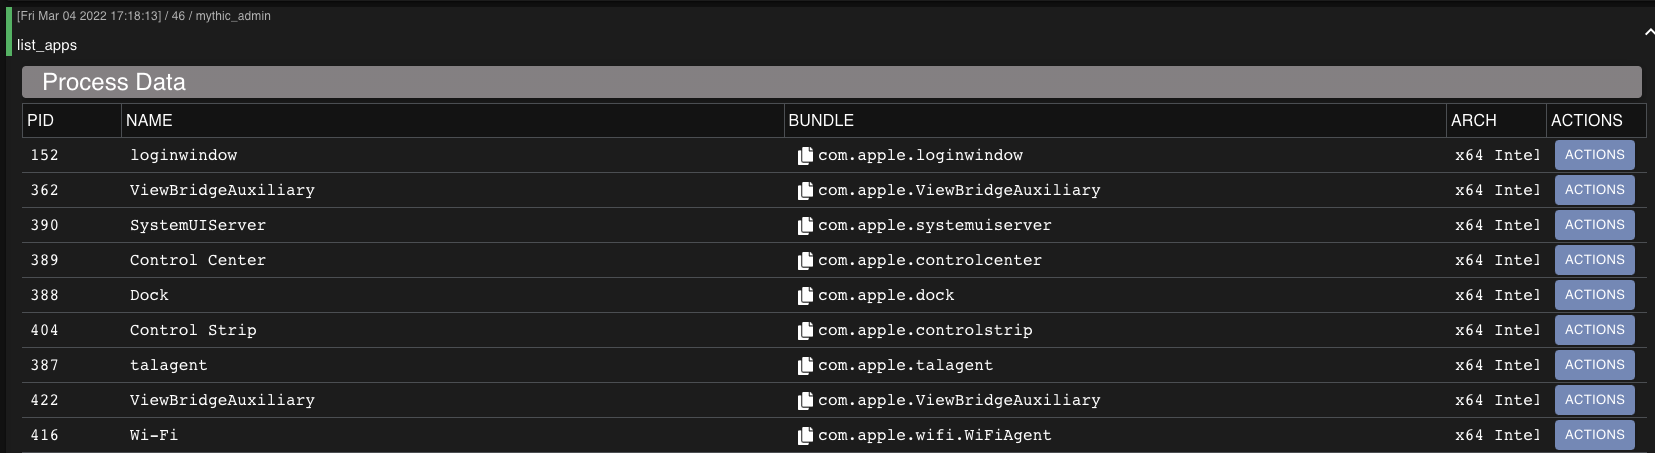 [Fri Mar 04 2022 17:18:13] / 46 / mythic_admin
list_apps
Process Data
PID NAME BUNDLE ARCH ACTIONS
152 loginwindow com.apple.loginwindow x64 Intel ACTIONS
362 ViewBridgeAuxiliary com.apple.ViewBridgeAuxiliary x64 Intel ACTIONS
390 SystemUIServer com.apple.systemuiserver x64 Intel ACTIONS
389 Control Center com.apple.controlcenter x64 Intel ACTIONS
388 Dock com.apple.dock x64 Intel ACTIONS
404 Control Strip com.apple.controlstrip x64 Intel ACTIONS
387 talagent com.apple.talagent x64 Intel ACTIONS
422 ViewBridgeAuxiliary com.apple.ViewBridgeAuxiliary x64 Intel ACTIONS
416 Wi-Fi com.apple.wifi.WiFiAgent x64 Intel ACTIONS